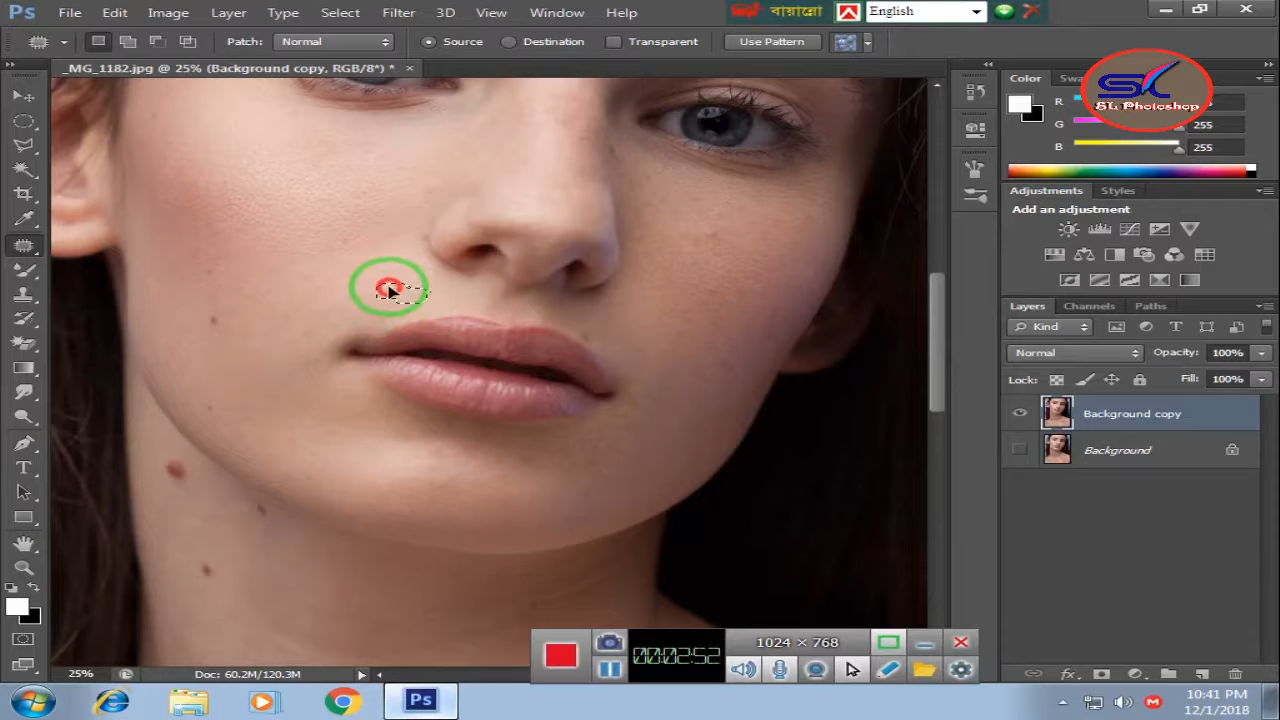 Ps File Edit Image Layer Type Select Filter 3D View Window Help
বায়ান্নো English
Patch: Normal Source Destination Transparent Use Pattern
_MG_1182.jpg @ 25% (Background copy, RGB/8*) * ×
Color
SL Photoshop
R
G 255
B 255
Adjustments Styles
Add an adjustment
Layers Channels Paths
Kind
Normal Opacity: 100%
Lock: Fill: 100%
Background copy
Background
1024 × 768
00:02:52
25% Doc: 60.2M/120.3M
Ps
10:41 PM
12/1/2018